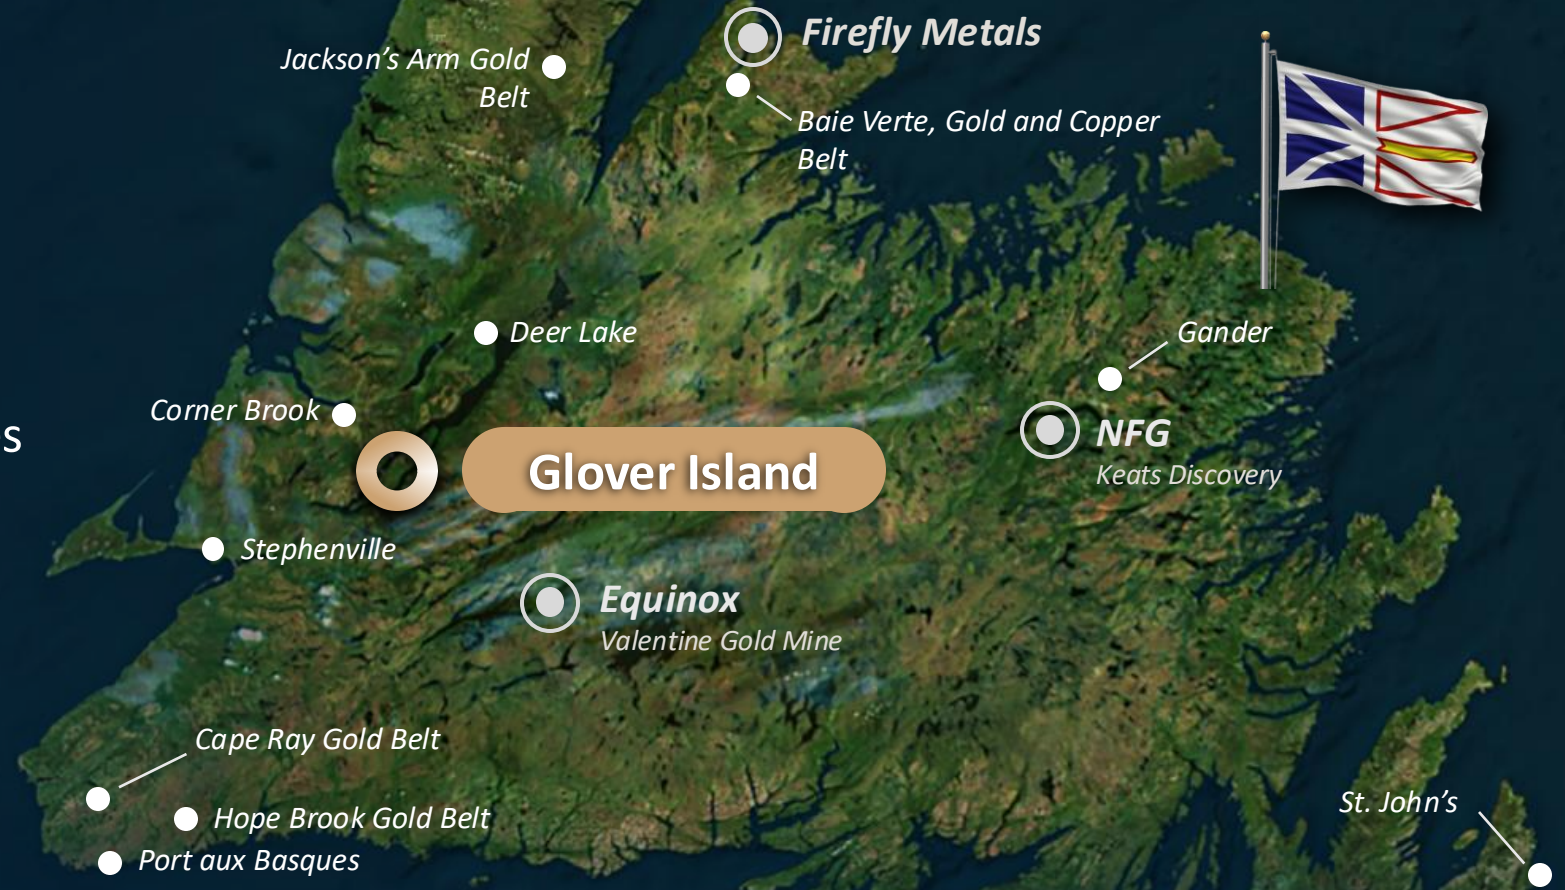 Firefly Metals
Jackson’s Arm Gold
Belt
Baie Verte, Gold and Copper
Belt
Deer Lake
Gander
Corner Brook
s
NFG
Keats Discovery
Glover Island
Stephenville
Equinox
Valentine Gold Mine
Cape Ray Gold Belt
St. John’s
Hope Brook Gold Belt
Port aux Basques